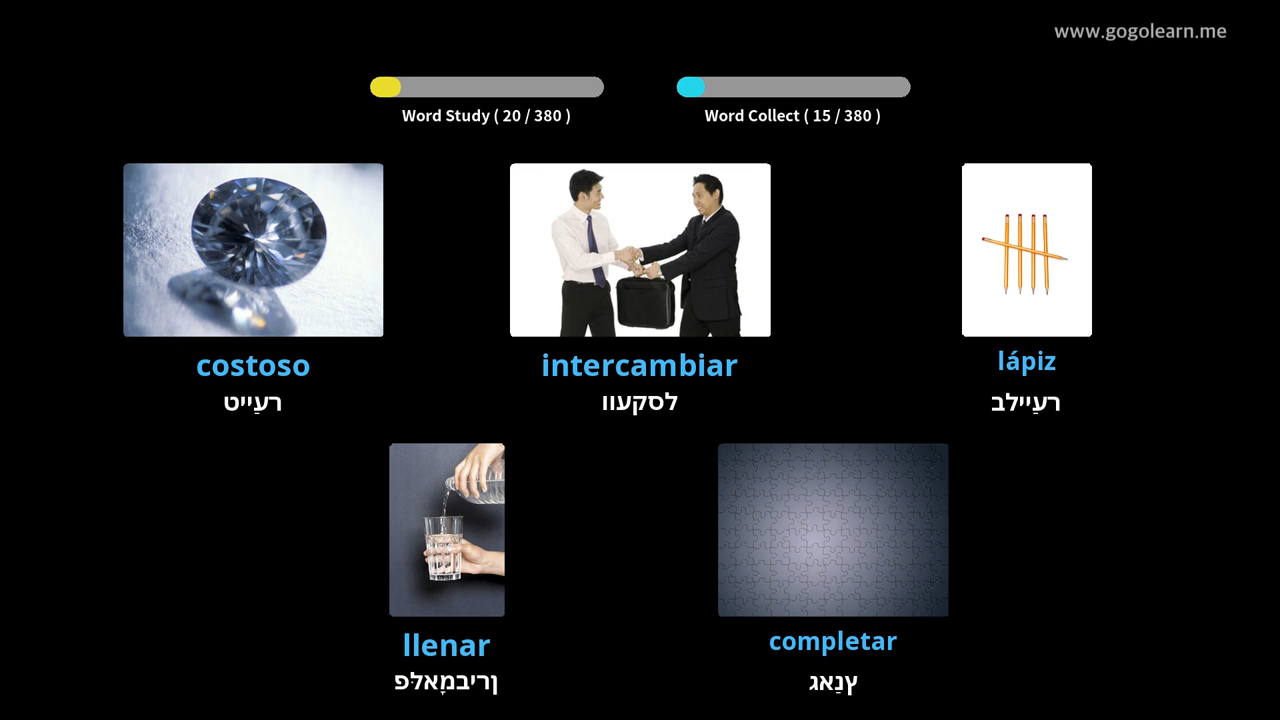 www.gogolearn.me
Word Study ( 20 / 380 )
Word Collect ( 15 / 380 )
costoso
רעַייט
intercambiar
לסקעוו
lápiz
רעַיילב
llenar
ןריבמָאלּפ
completar
ץנַאג